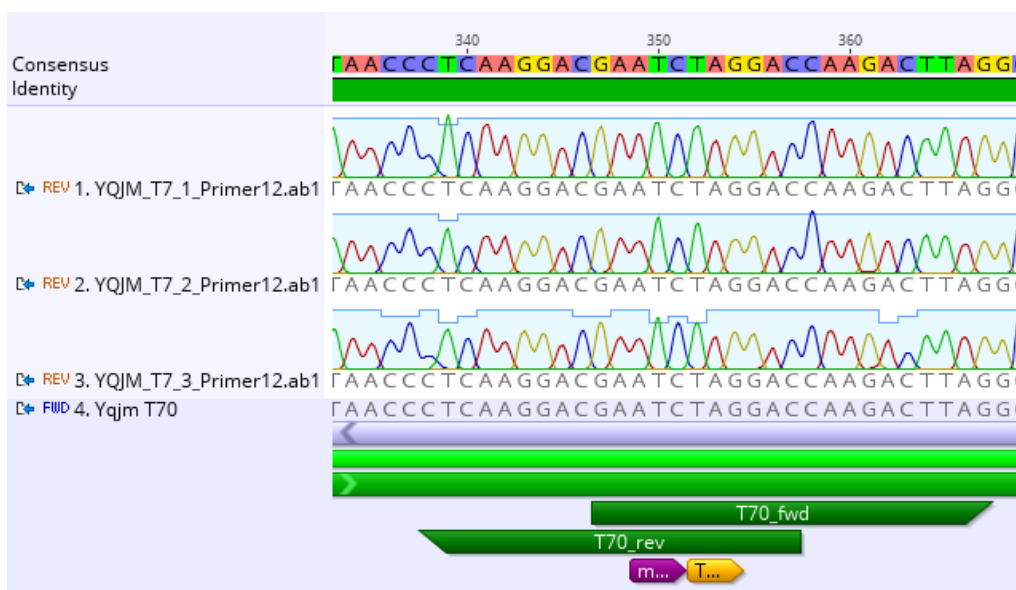 340 350 360
Consensus TAACCCTCAAGGACGAATCTAGGACCAAGACTTAGG
Identity
REV 1. YQJM_T7_1_Primer12.ab1 TAACCCTCAAGGACGAATCTAGGACCAAGACTTAGG
REV 2. YQJM_T7_2_Primer12.ab1 TAACCCTCAAGGACGAATCTAGGACCAAGACTTAGG
REV 3. YQJM_T7_3_Primer12.ab1 TAACCCTCAAGGACGAATCTAGGACCAAGACTTAGG
FWD 4. Yqjm T70 TAACCCTCAAGGACGAATCTAGGACCAAGACTTAGG
T70_fwd
T70_rev
m... T...